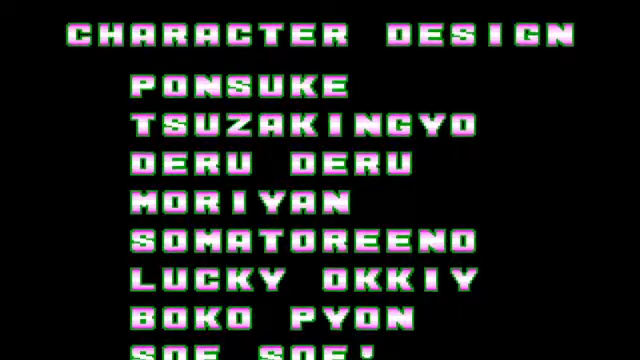 CHARACTER DESIGN
PONSUKE
TSUZAKINGYO
DERU DERU
MORIYAN
SOMATOREENO
LUCKY OKKIY
BOKO PYON